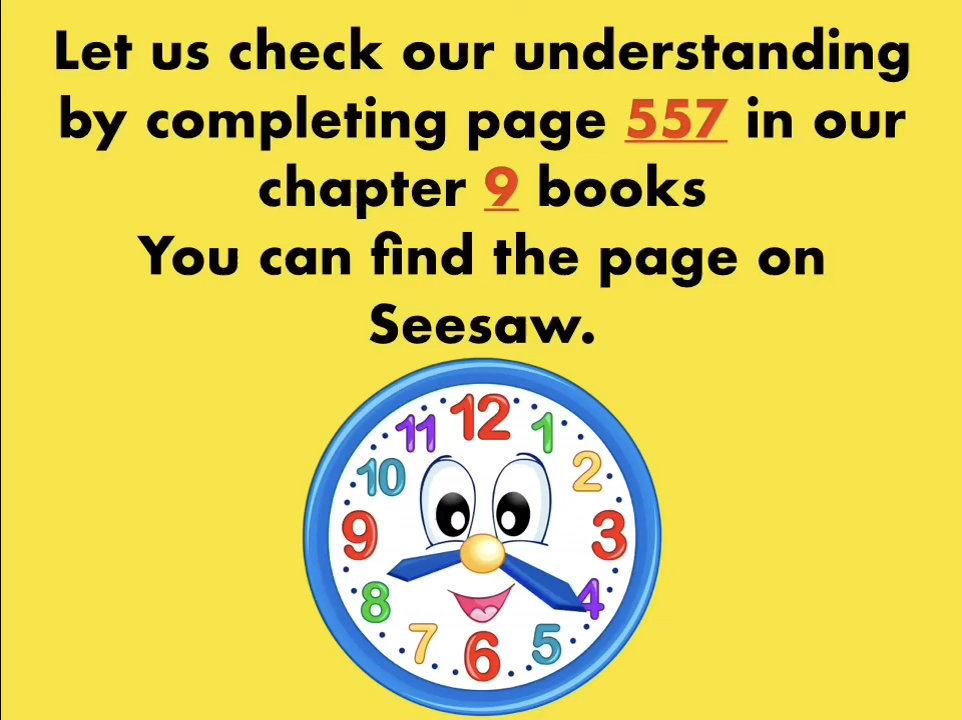 Let us check our understanding
by completing page 557 in our
chapter 9 books
You can find the page on
Seesaw.
12
11
1
10
2
9
3
8
4
7
5
6